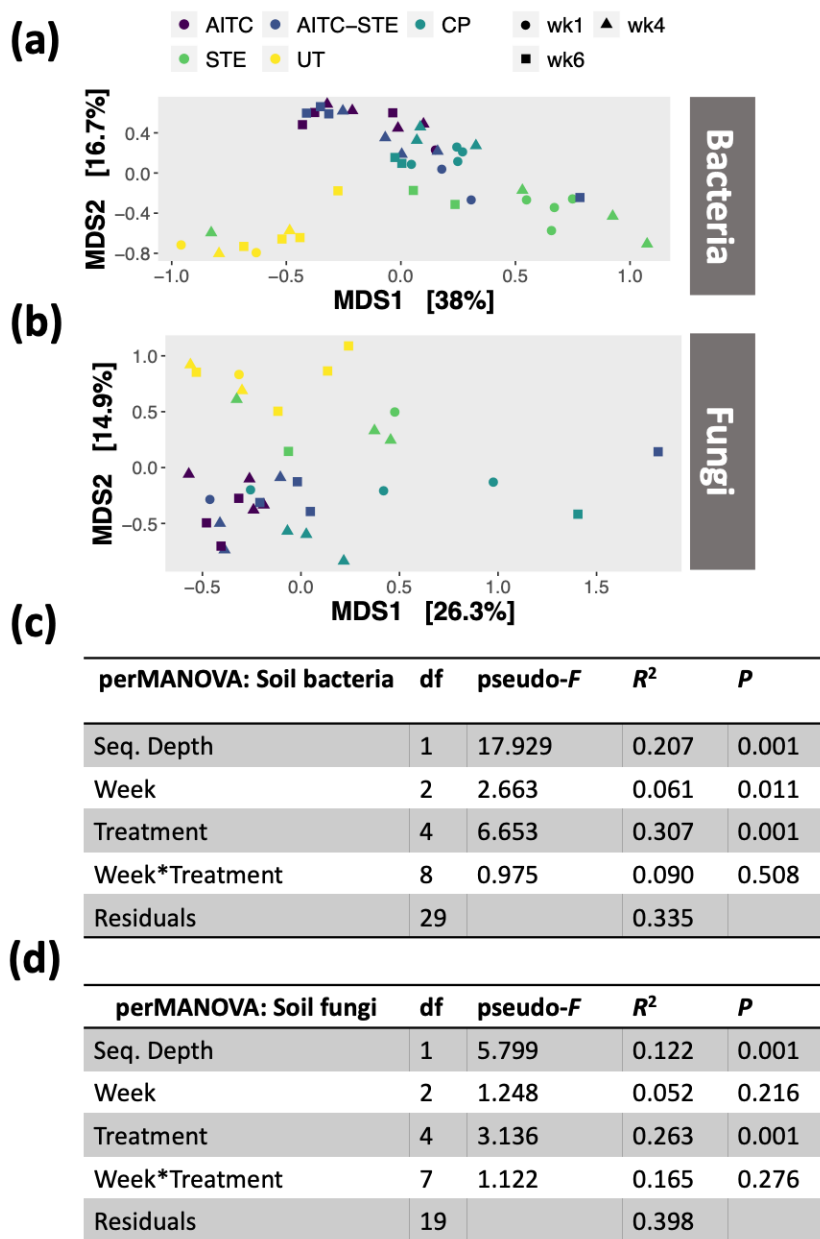 (a)
AITC AITC-STE CP wk1 wk4
STE UT wk6
MDS2 [16.7%]
0.4
0.0
−0.4
−0.8
−1.0 −0.5 0.0 0.5 1.0
MDS1 [38%]
Bacteria
(b)
MDS2 [14.9%]
1.0
0.5
0.0
−0.5
−0.5 0.0 0.5 1.0 1.5
MDS1 [26.3%]
Fungi
(c)
perMANOVA: Soil bacteria df pseudo-F R² P
Seq. Depth 1 17.929 0.207 0.001
Week 2 2.663 0.061 0.011
Treatment 4 6.653 0.307 0.001
Week*Treatment 8 0.975 0.090 0.508
Residuals 29 0.335
(d)
perMANOVA: Soil fungi df pseudo-F R² P
Seq. Depth 1 5.799 0.122 0.001
Week 2 1.248 0.052 0.216
Treatment 4 3.136 0.263 0.001
Week*Treatment 7 1.122 0.165 0.276
Residuals 19 0.398